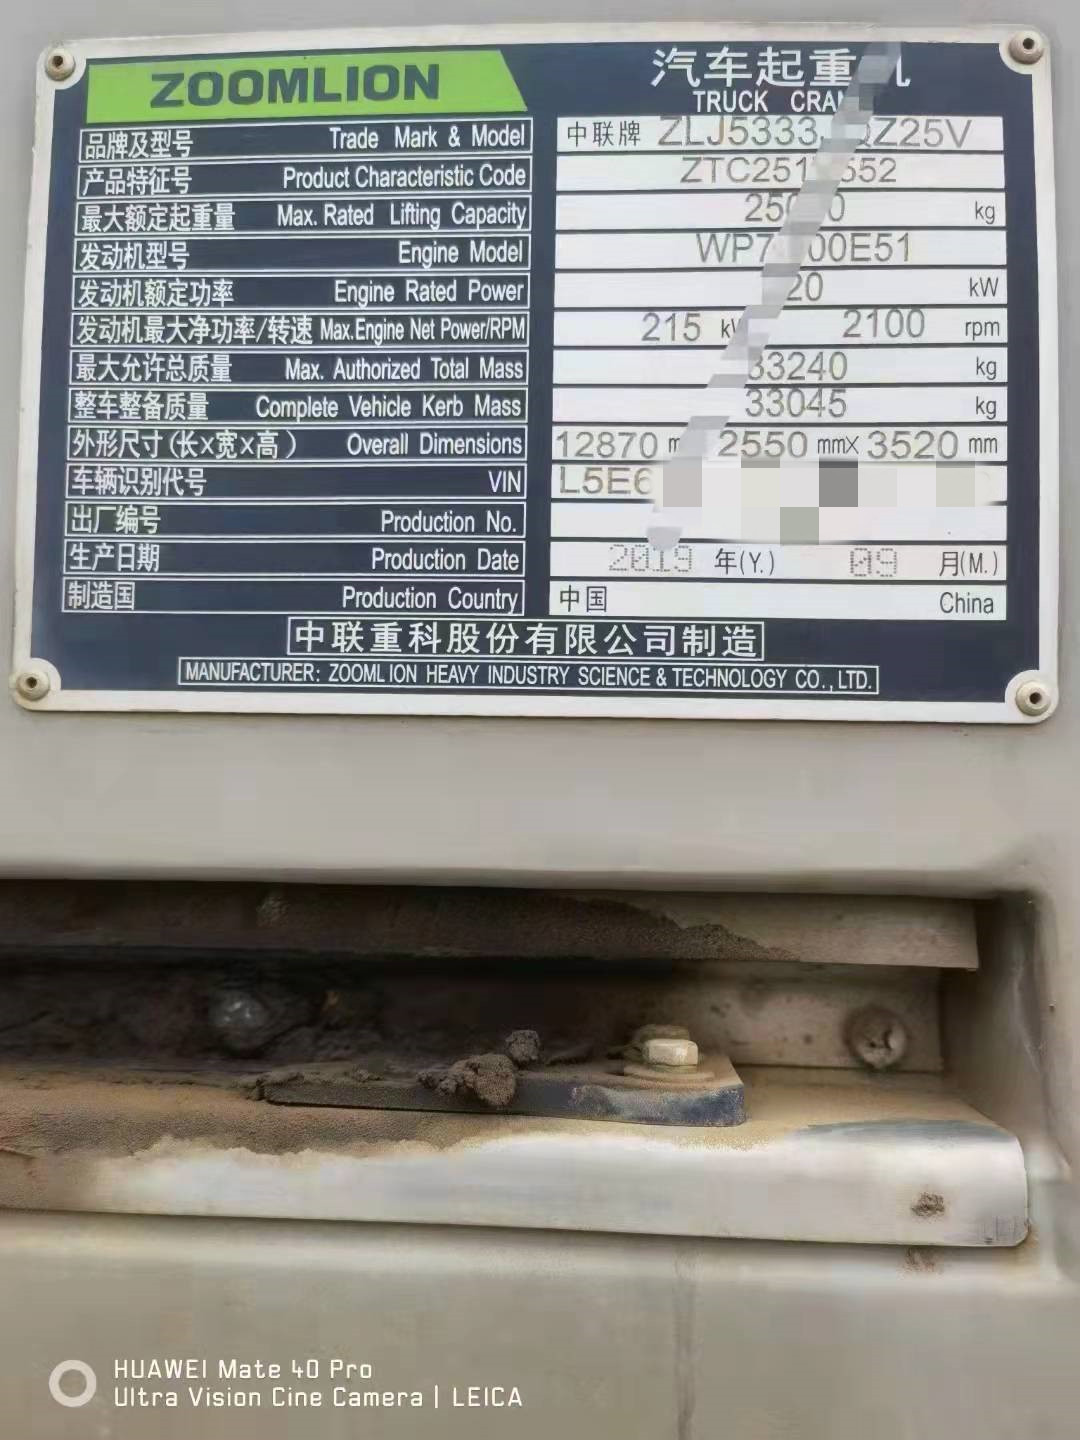 ZOOMLION
汽车起重机
TRUCK CRAN
品牌及型号 Trade Mark & Model 中联牌 ZLJ5333 QZ25V
产品特征号 Product Characteristic Code ZTC251 552
最大额定起重量 Max. Rated Lifting Capacity 25 0 kg
发动机型号 Engine Model WP7 00E51
发动机额定功率 Engine Rated Power 20 kW
发动机最大净功率/转速 Max.Engine Net Power/RPM 215 kW 2100 rpm
最大允许总质量 Max. Authorized Total Mass 33240 kg
整车整备质量 Complete Vehicle Kerb Mass 33045 kg
外形尺寸(长×宽×高) Overall Dimensions 12870 m 2550 mm× 3520 mm
车辆识别代号 VIN L5E6
出厂编号 Production No.
生产日期 Production Date 2019 年(Y.) 09 月(M.)
制造国 Production Country 中国 China
中联重科股份有限公司制造
MANUFACTURER: ZOOMLION HEAVY INDUSTRY SCIENCE & TECHNOLOGY CO., LTD.
HUAWEI Mate 40 Pro
Ultra Vision Cine Camera | LEICA